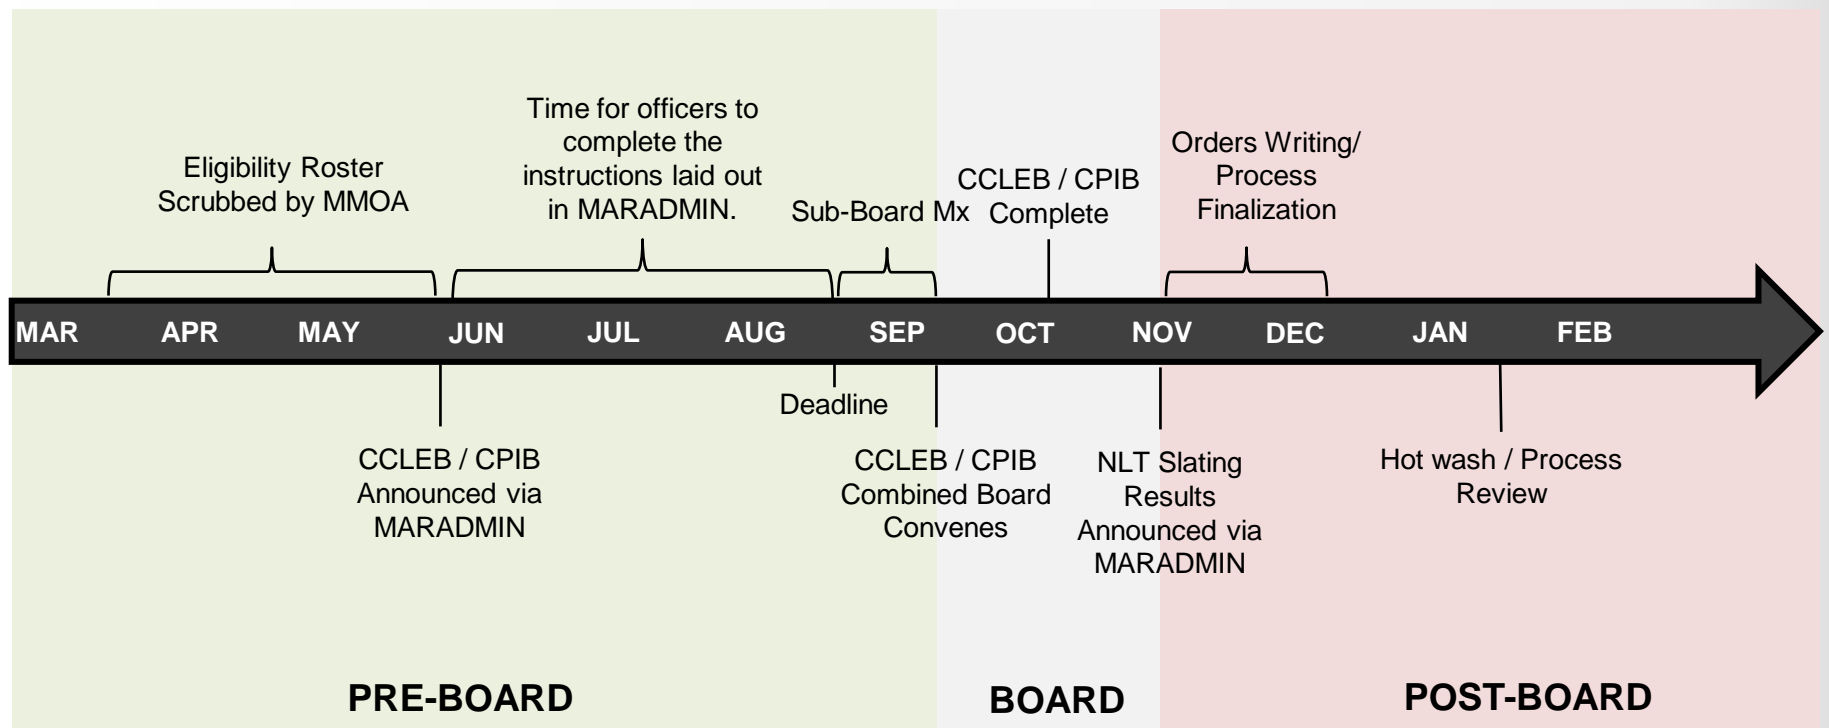 Eligibility Roster
Scrubbed by MMOA
Time for officers to
complete the
instructions laid out
in MARADMIN.
Sub-Board Mx
CCLEB / CPIB
Complete
Orders Writing/
Process
Finalization
MAR APR MAY JUN JUL AUG SEP OCT NOV DEC JAN FEB
CCLEB / CPIB
Announced via
MARADMIN
Deadline
CCLEB / CPIB
Combined Board
Convenes
NLT Slating
Results
Announced via
MARADMIN
Hot wash / Process
Review
PRE-BOARD
BOARD
POST-BOARD